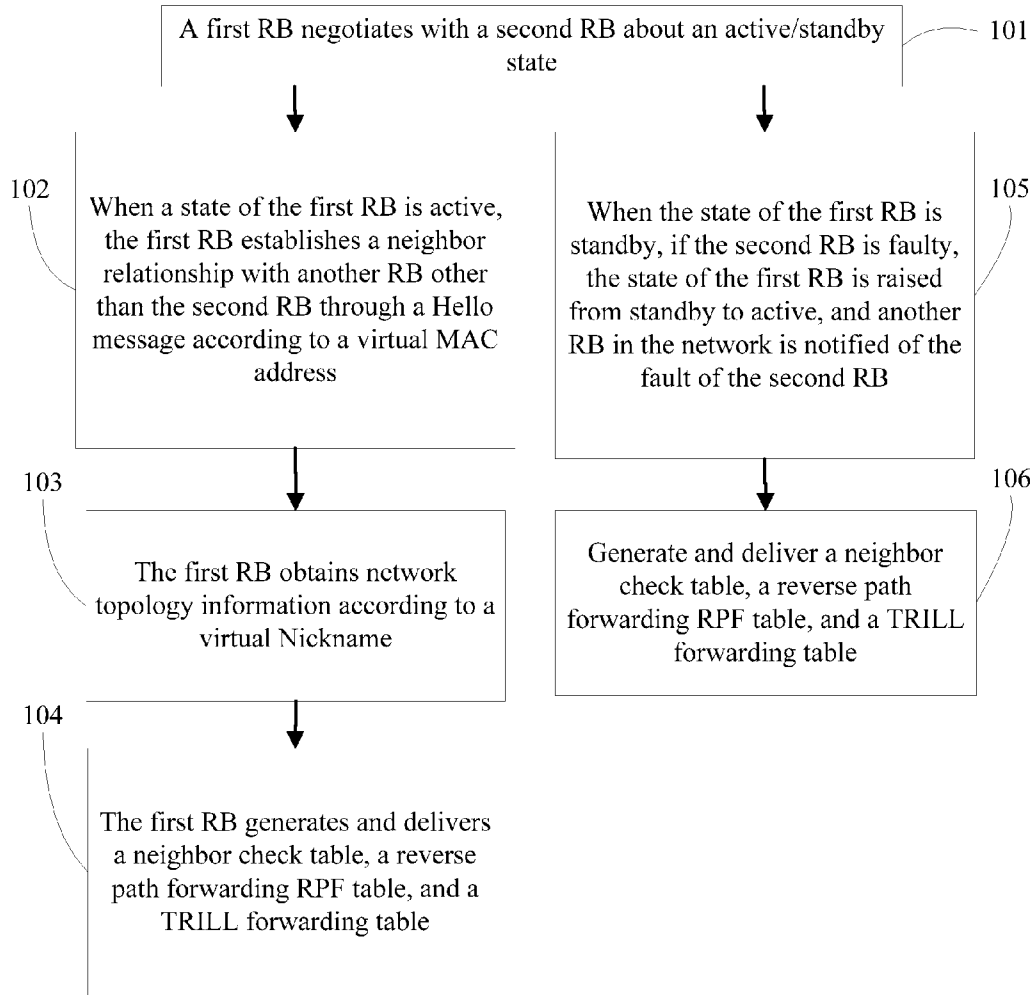 A first RB negotiates with a second RB about an active/standby
state
101
102
When a state of the first RB is active,
the first RB establishes a neighbor
relationship with another RB other
than the second RB through a Hello
message according to a virtual MAC
address
105
When the state of the first RB is
standby, if the second RB is faulty,
the state of the first RB is raised
from standby to active, and another
RB in the network is notified of the
fault of the second RB
103
The first RB obtains network
topology information according to a
virtual Nickname
106
Generate and deliver a neighbor
check table, a reverse path
forwarding RPF table, and a TRILL
forwarding table
104
The first RB generates and delivers
a neighbor check table, a reverse
path forwarding RPF table, and a
TRILL forwarding table